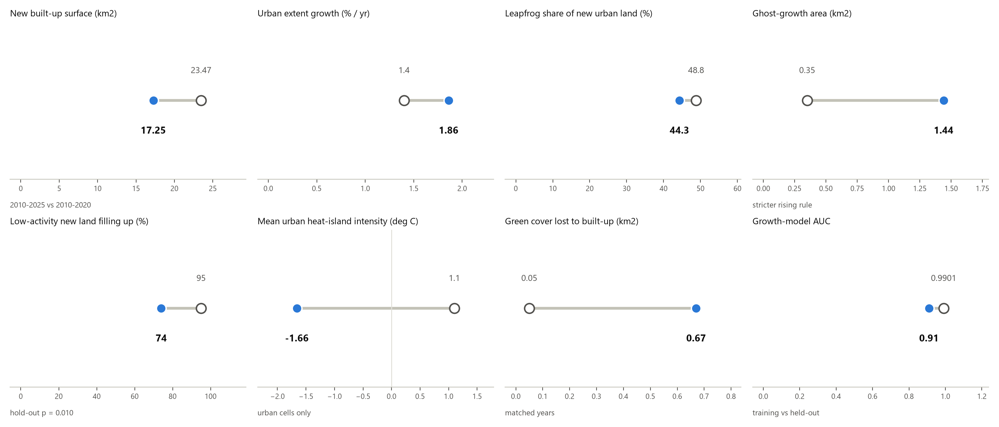 New built-up surface (km2)
23.47
17.25
0 5 10 15 20 25
2010-2025 vs 2010-2020
Urban extent growth (% / yr)
1.4
1.86
0.0 0.5 1.0 1.5 2.0
Leapfrog share of new urban land (%)
48.8
44.3
0 10 20 30 40 50 60
Ghost-growth area (km2)
0.35
1.44
0.00 0.25 0.50 0.75 1.00 1.25 1.50 1.75
stricter rising rule
Low-activity new land filling up (%)
95
74
0 20 40 60 80 100
hold-out p = 0.010
Mean urban heat-island intensity (deg C)
1.1
-1.66
−2.0 −1.5 −1.0 −0.5 0.0 0.5 1.0 1.5
urban cells only
Green cover lost to built-up (km2)
0.05
0.67
0.0 0.1 0.2 0.3 0.4 0.5 0.6 0.7 0.8
matched years
Growth-model AUC
0.9901
0.91
0.0 0.2 0.4 0.6 0.8 1.0 1.2
training vs held-out